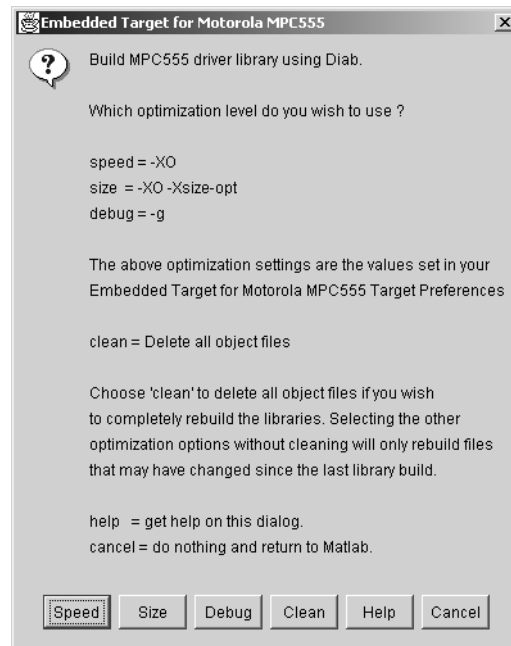 Embedded Target for Motorola MPC555
Build MPC555 driver library using Diab.
Which optimization level do you wish to use ?
speed = -XO
size = -XO -Xsize-opt
debug = -g
The above optimization settings are the values set in your
Embedded Target for Motorola MPC555 Target Preferences
clean = Delete all object files
Choose 'clean' to delete all object files if you wish
to completely rebuild the libraries. Selecting the other
optimization options without cleaning will only rebuild files
that may have changed since the last library build.
help = get help on this dialog.
cancel = do nothing and return to Matlab.
Speed Size Debug Clean Help Cancel